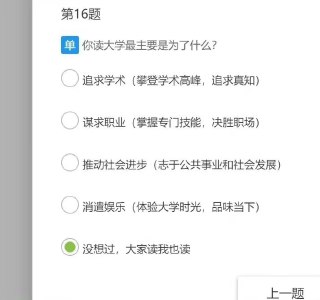 第16题
单 你读大学最主要是为了什么?
追求学术（攀登学术高峰，追求真知）
谋求职业（掌握专门技能，决胜职场）
推动社会进步（志于公共事业和社会发展）
消遣娱乐（体验大学时光，品味当下）
没想过，大家读我也读
上一题